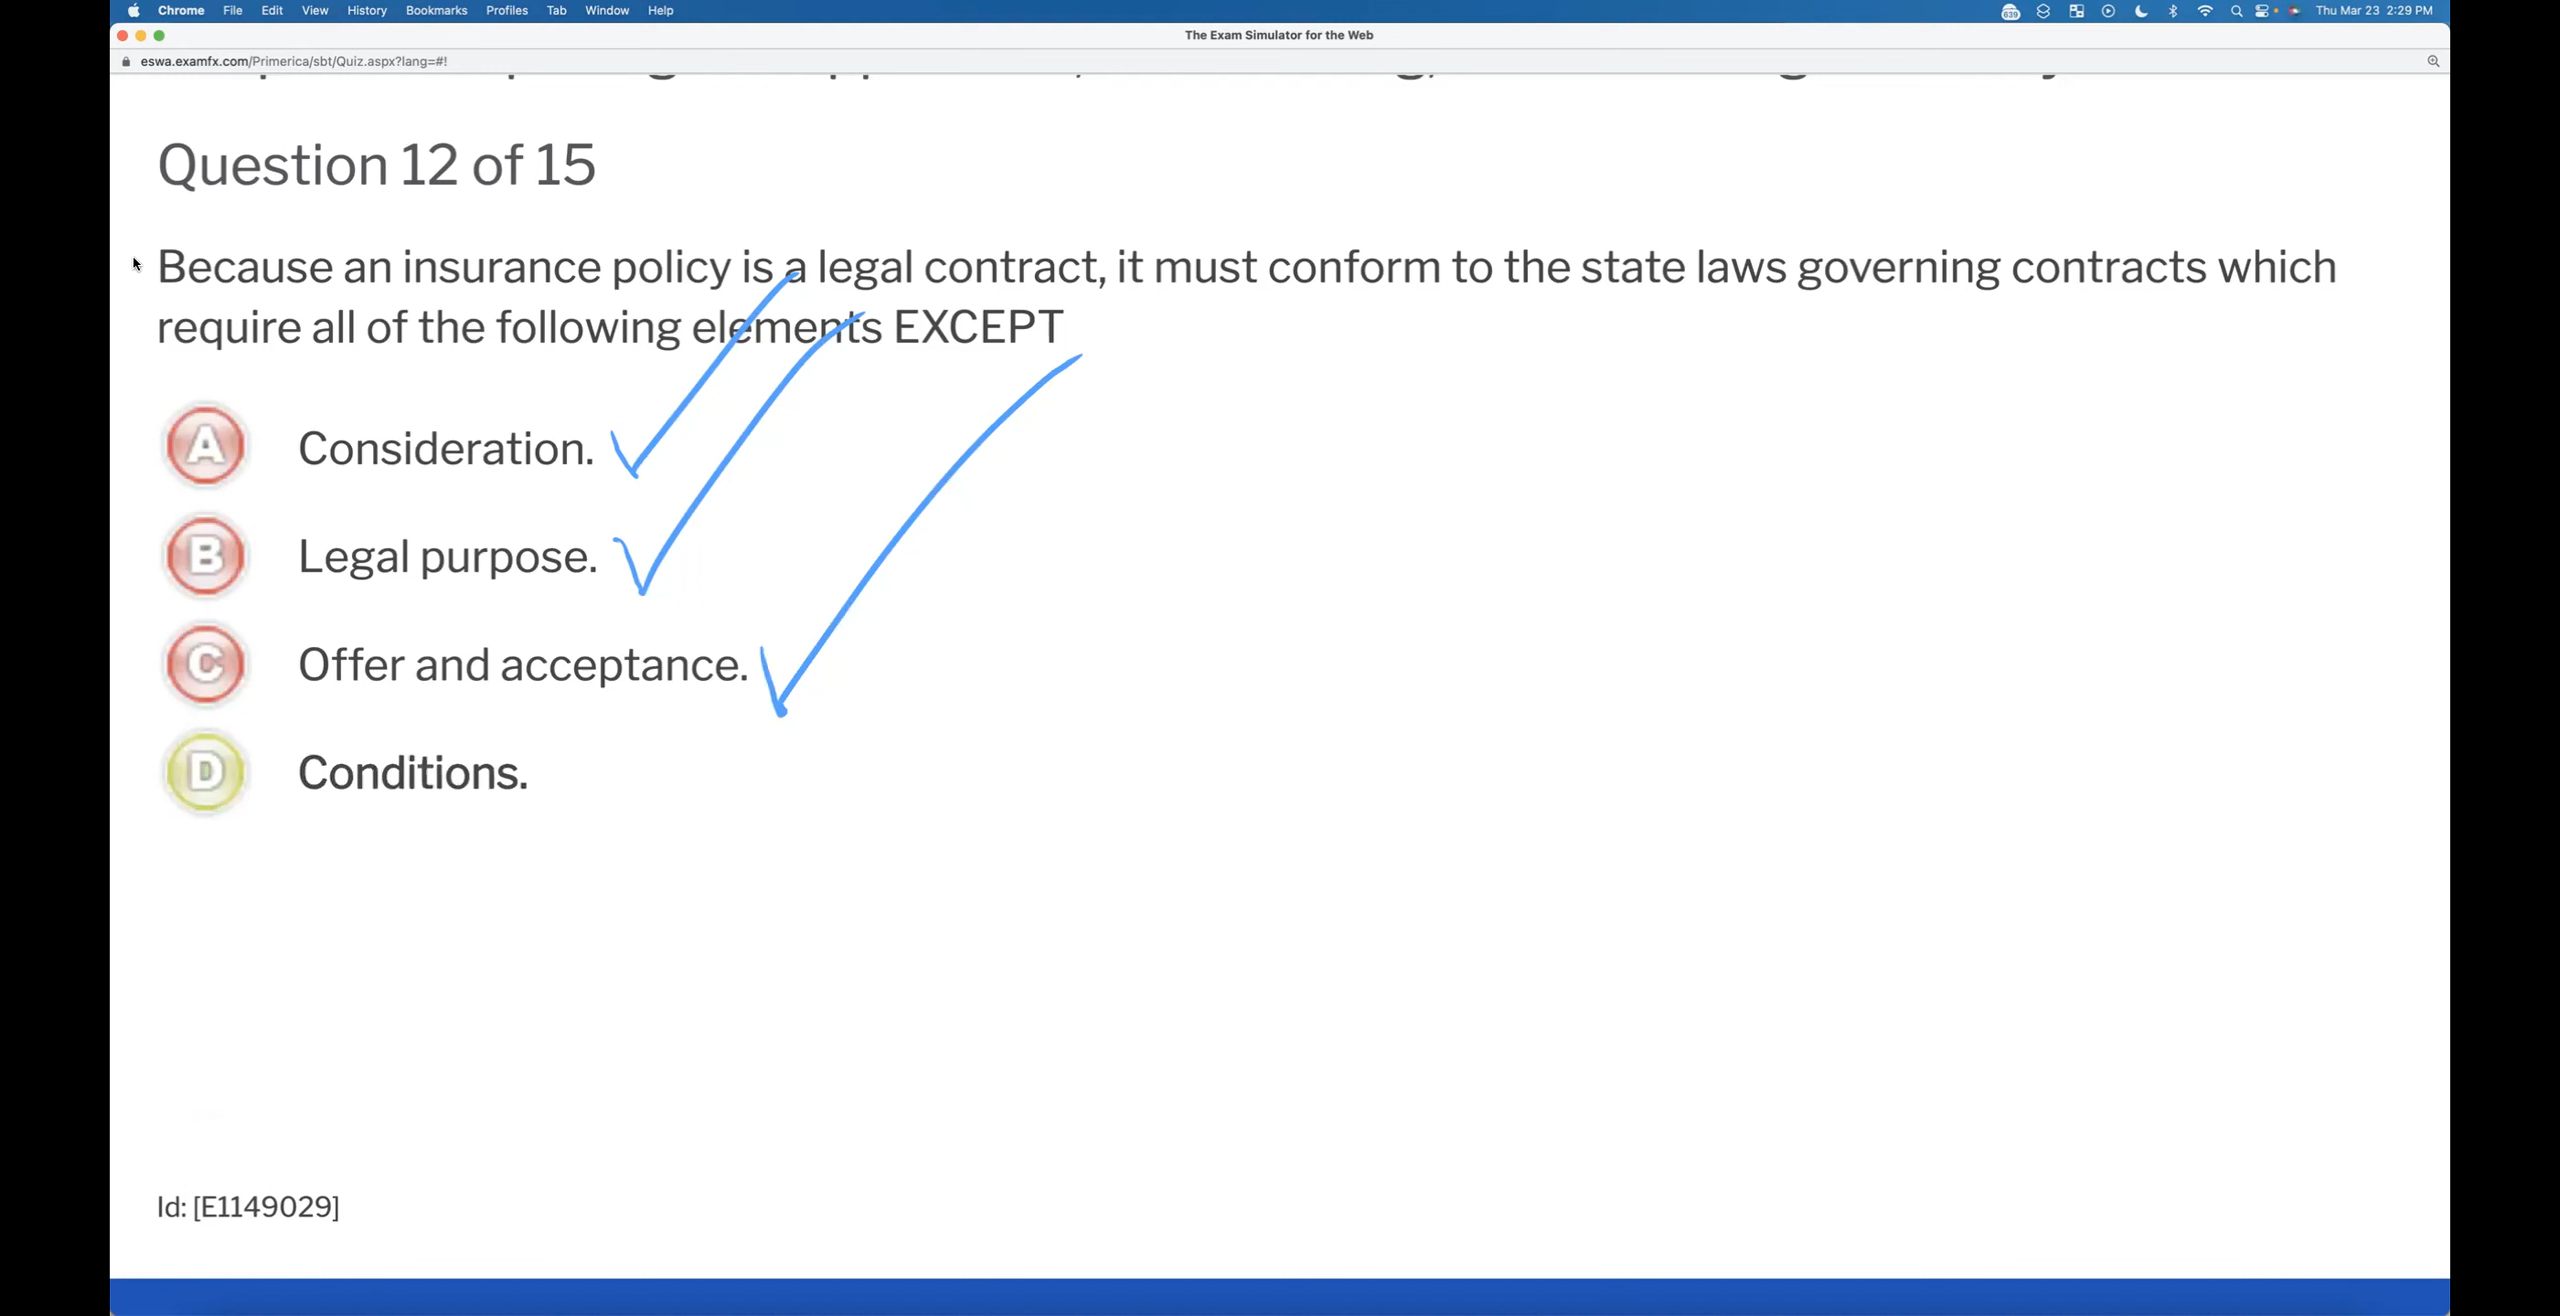 Chrome File Edit View History Bookmarks Profiles Tab Window Help 639 Thu Mar 23 2:29 PM
The Exam Simulator for the Web
eswa.examfx.com/Primerica/sbt/Quiz.aspx?lang=#!
Question 12 of 15
Because an insurance policy is a legal contract, it must conform to the state laws governing contracts which
require all of the following elements EXCEPT
A Consideration.
B Legal purpose.
C Offer and acceptance.
D Conditions.
Id: [E1149029]